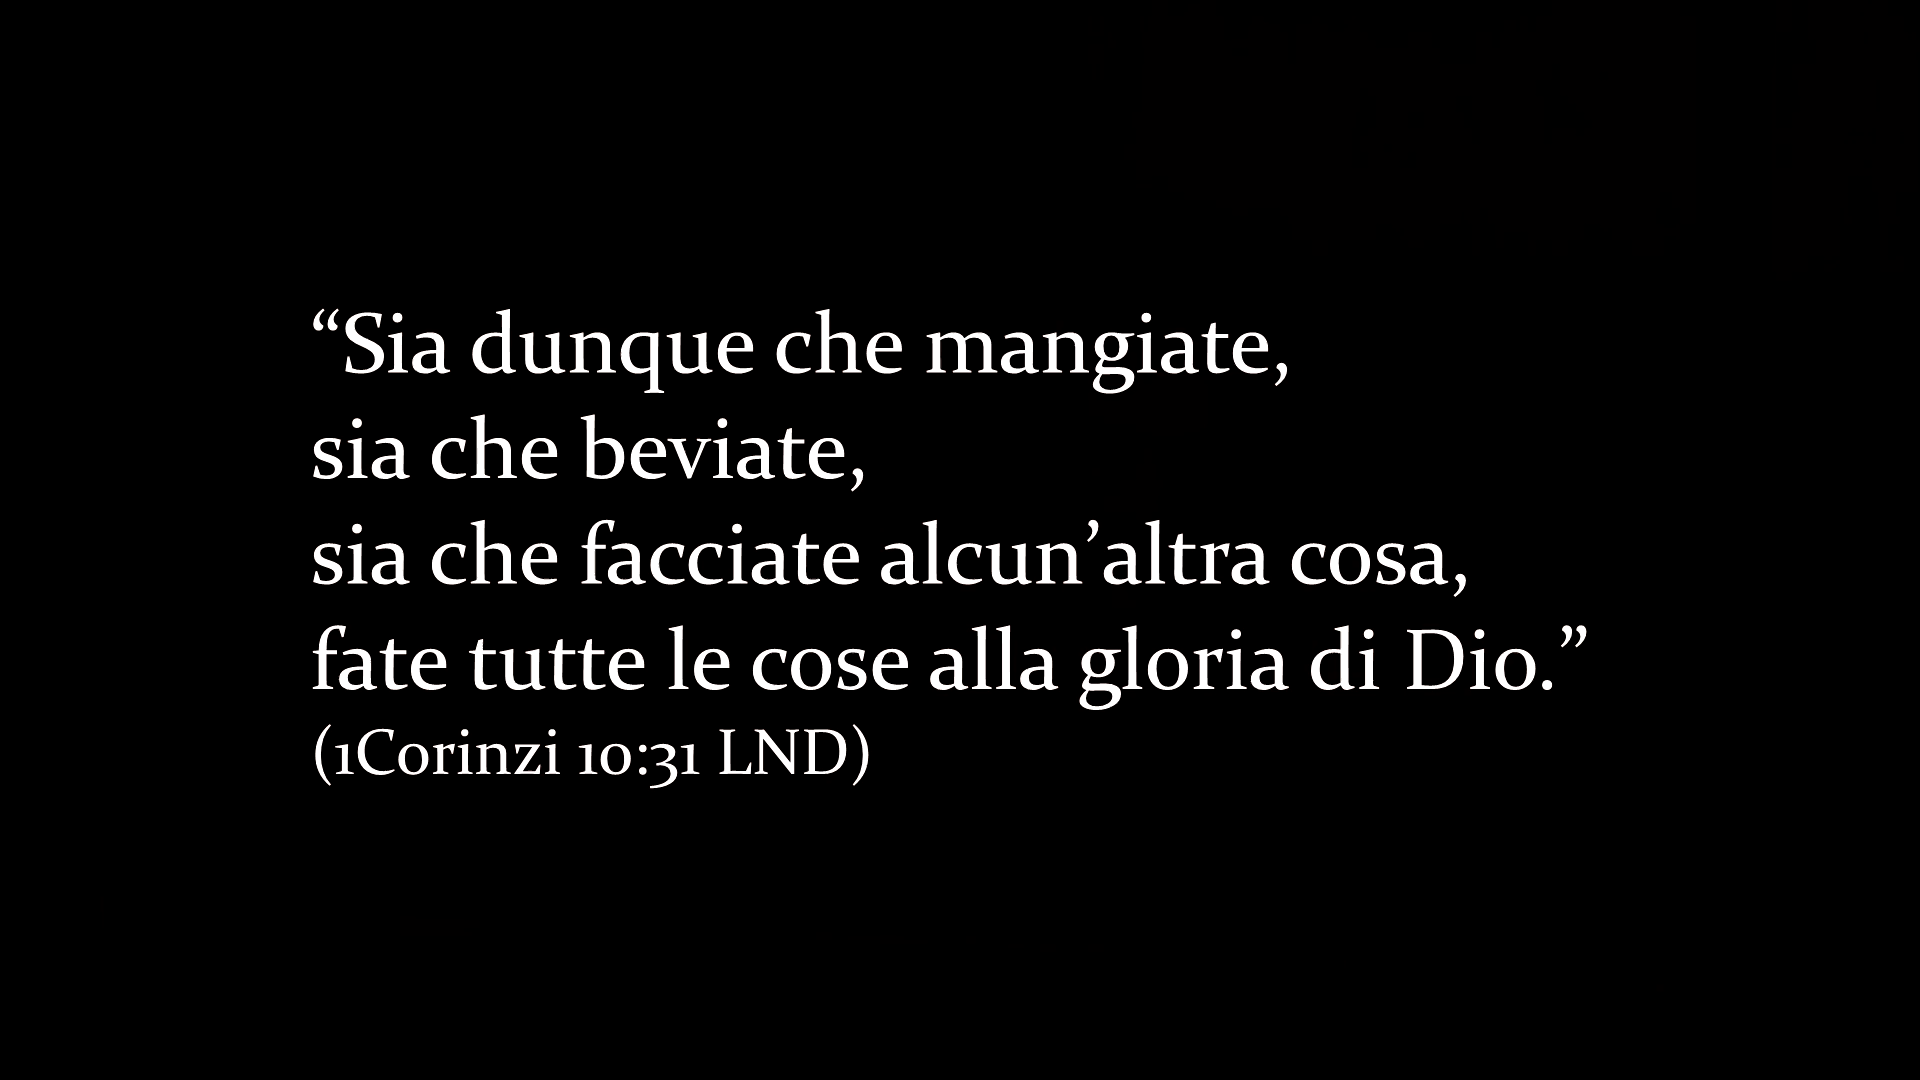 “Sia dunque che mangiate,
sia che beviate,
sia che facciate alcun’altra cosa,
fate tutte le cose alla gloria di Dio.”
(1Corinzi 10:31 LND)